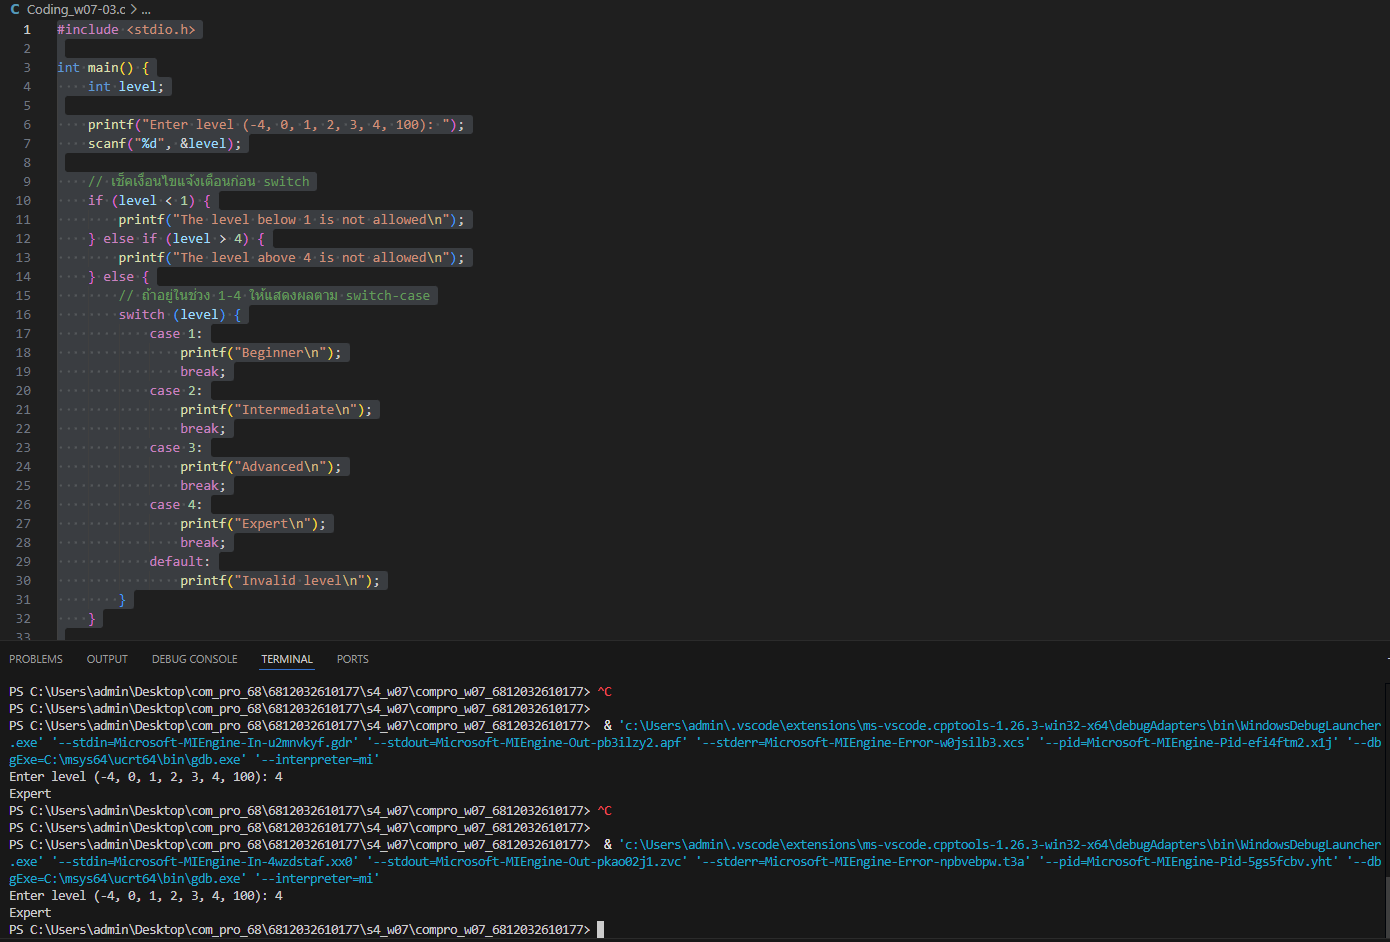 C Coding_w07-03.c > ...
1 #include <stdio.h>
2
3 int main() {
4 int level;
5
6 printf("Enter level (-4, 0, 1, 2, 3, 4, 100): ");
7 scanf("%d", &level);
8
9 // เช็คเงื่อนไขแจ้งเตือนก่อน switch
10 if (level < 1) {
11 printf("The level below 1 is not allowed\n");
12 } else if (level > 4) {
13 printf("The level above 4 is not allowed\n");
14 } else {
15 // ถ้าอยู่ในช่วง 1-4 ให้แสดงผลตาม switch-case
16 switch (level) {
17 case 1:
18 printf("Beginner\n");
19 break;
20 case 2:
21 printf("Intermediate\n");
22 break;
23 case 3:
24 printf("Advanced\n");
25 break;
26 case 4:
27 printf("Expert\n");
28 break;
29 default:
30 printf("Invalid level\n");
31 }
32 }
33
PROBLEMS OUTPUT DEBUG CONSOLE TERMINAL PORTS
PS C:\Users\admin\Desktop\com_pro_68\6812032610177\s4_w07\compro_w07_6812032610177> ^C
PS C:\Users\admin\Desktop\com_pro_68\6812032610177\s4_w07\compro_w07_6812032610177>
PS C:\Users\admin\Desktop\com_pro_68\6812032610177\s4_w07\compro_w07_6812032610177> & 'c:\Users\admin\.vscode\extensions\ms-vscode.cpptools-1.26.3-win32-x64\debugAdapters\bin\WindowsDebugLauncher
.exe' '--stdin=Microsoft-MIEngine-In-u2mnvkyf.gdr' '--stdout=Microsoft-MIEngine-Out-pb3ilzy2.apf' '--stderr=Microsoft-MIEngine-Error-w0jsilb3.xcs' '--pid=Microsoft-MIEngine-Pid-efi4ftm2.x1j' '--db
gExe=C:\msys64\ucrt64\bin\gdb.exe' '--interpreter=mi'
Enter level (-4, 0, 1, 2, 3, 4, 100): 4
Expert
PS C:\Users\admin\Desktop\com_pro_68\6812032610177\s4_w07\compro_w07_6812032610177> ^C
PS C:\Users\admin\Desktop\com_pro_68\6812032610177\s4_w07\compro_w07_6812032610177>
PS C:\Users\admin\Desktop\com_pro_68\6812032610177\s4_w07\compro_w07_6812032610177> & 'c:\Users\admin\.vscode\extensions\ms-vscode.cpptools-1.26.3-win32-x64\debugAdapters\bin\WindowsDebugLauncher
.exe' '--stdin=Microsoft-MIEngine-In-4wzdstaf.xx0' '--stdout=Microsoft-MIEngine-Out-pkao02j1.zvc' '--stderr=Microsoft-MIEngine-Error-npbvebpw.t3a' '--pid=Microsoft-MIEngine-Pid-5gs5fcbv.yht' '--db
gExe=C:\msys64\ucrt64\bin\gdb.exe' '--interpreter=mi'
Enter level (-4, 0, 1, 2, 3, 4, 100): 4
Expert
PS C:\Users\admin\Desktop\com_pro_68\6812032610177\s4_w07\compro_w07_6812032610177>